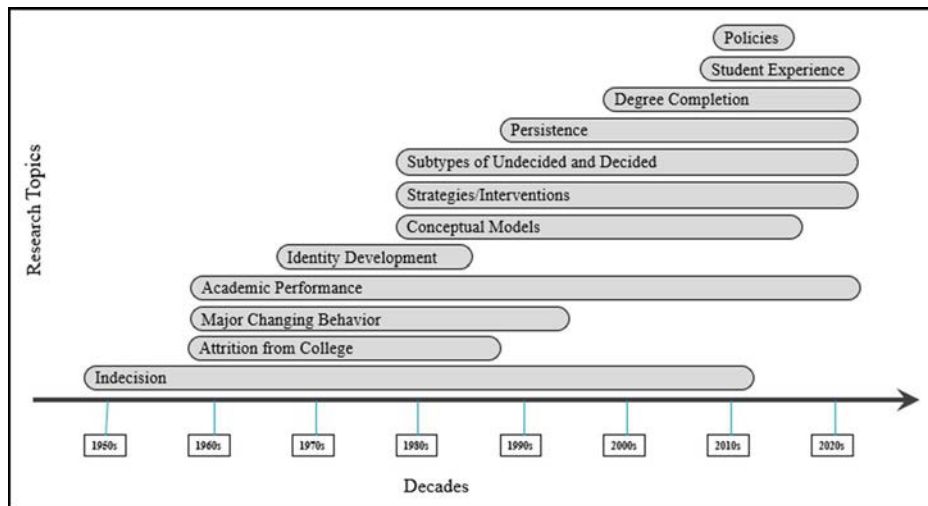 Policies
Student Experience
Degree Completion
Persistence
Subtypes of Undecided and Decided
Strategies/Interventions
Conceptual Models
Identity Development
Academic Performance
Major Changing Behavior
Attrition from College
Indecision
Research Topics
1950s 1960s 1970s 1980s 1990s 2000s 2010s 2020s
Decades